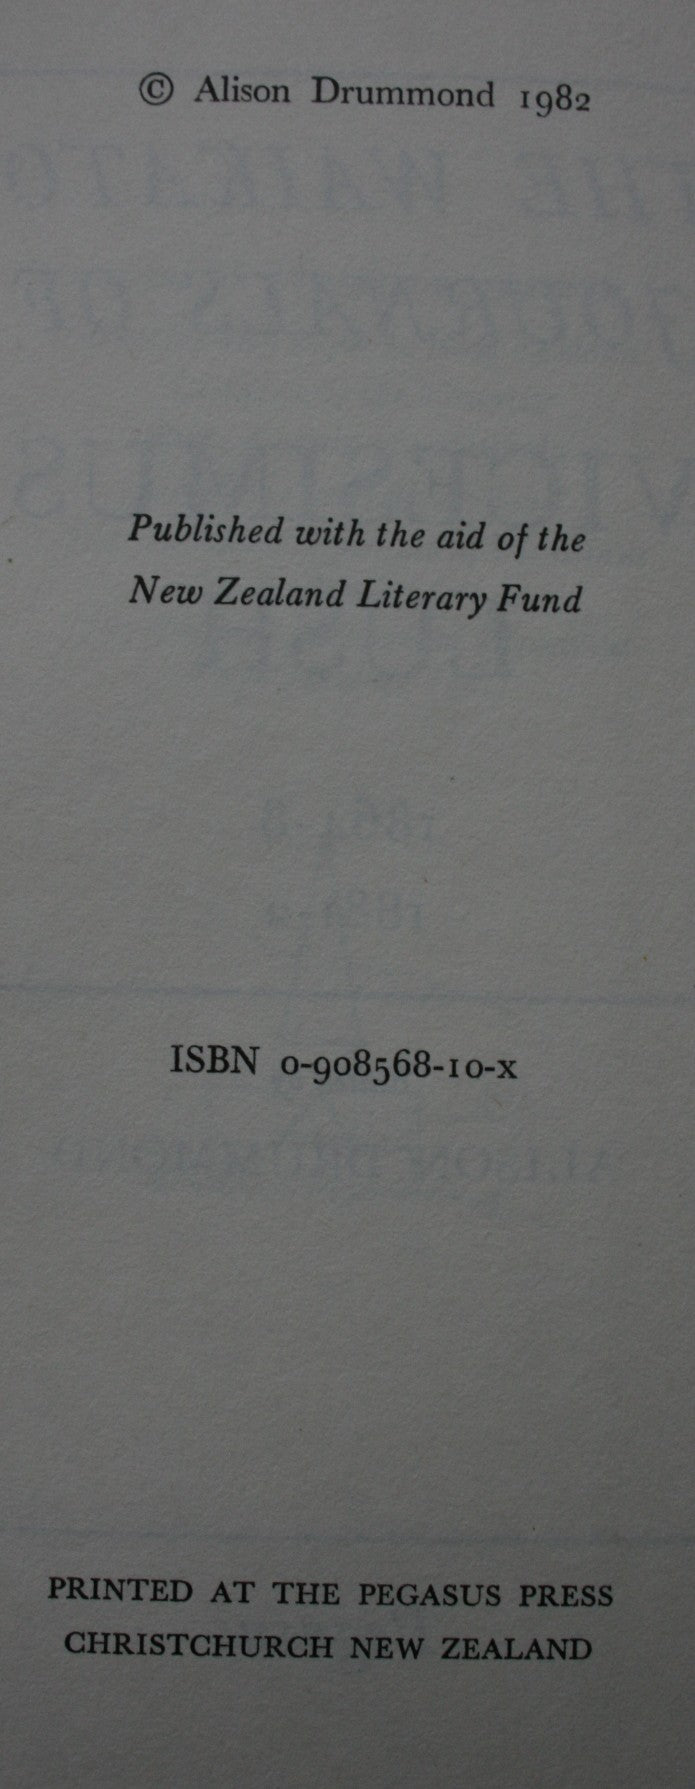 © Alison Drummond 1982
Published with the aid of the
New Zealand Literary Fund
ISBN 0-908568-10-x
PRINTED AT THE PEGASUS PRESS
CHRISTCHURCH NEW ZEALAND